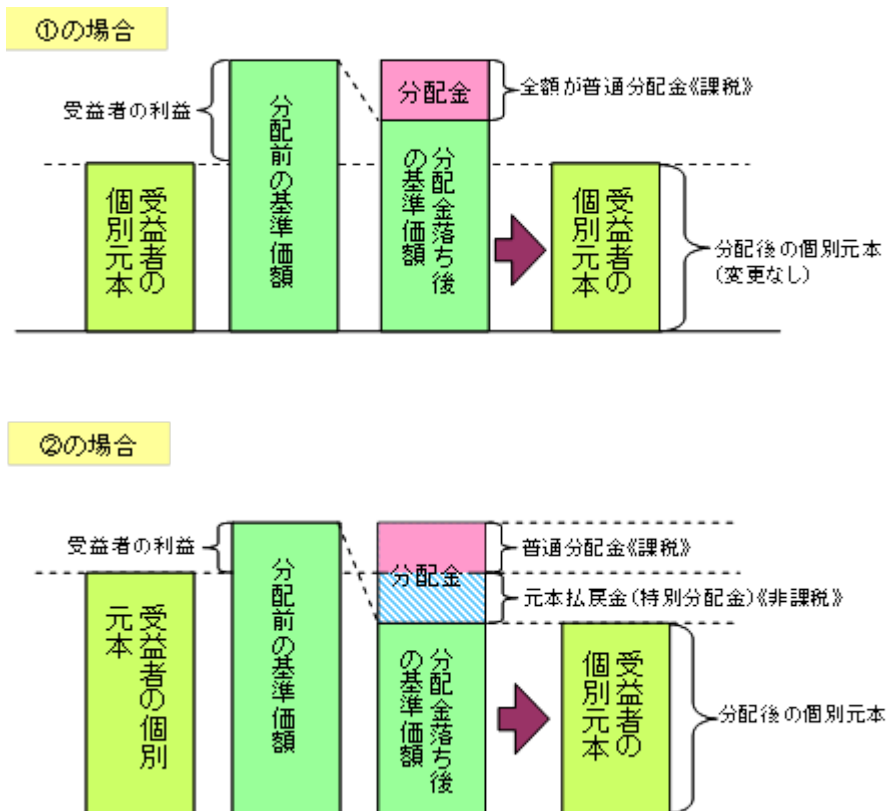 ①の場合
受益者の利益
受益者の
個別元本
分配前の基準価額
分配金
分配金落ち後
の基準価額
全額が普通分配金《課税》
受益者の
個別元本
分配後の個別元本
(変更なし)
②の場合
受益者の利益
受益者の個別
元本
分配前の基準価額
分配金
分配金落ち後
の基準価額
普通分配金《課税》
元本払戻金(特別分配金)《非課税》
受益者の
個別元本
分配後の個別元本